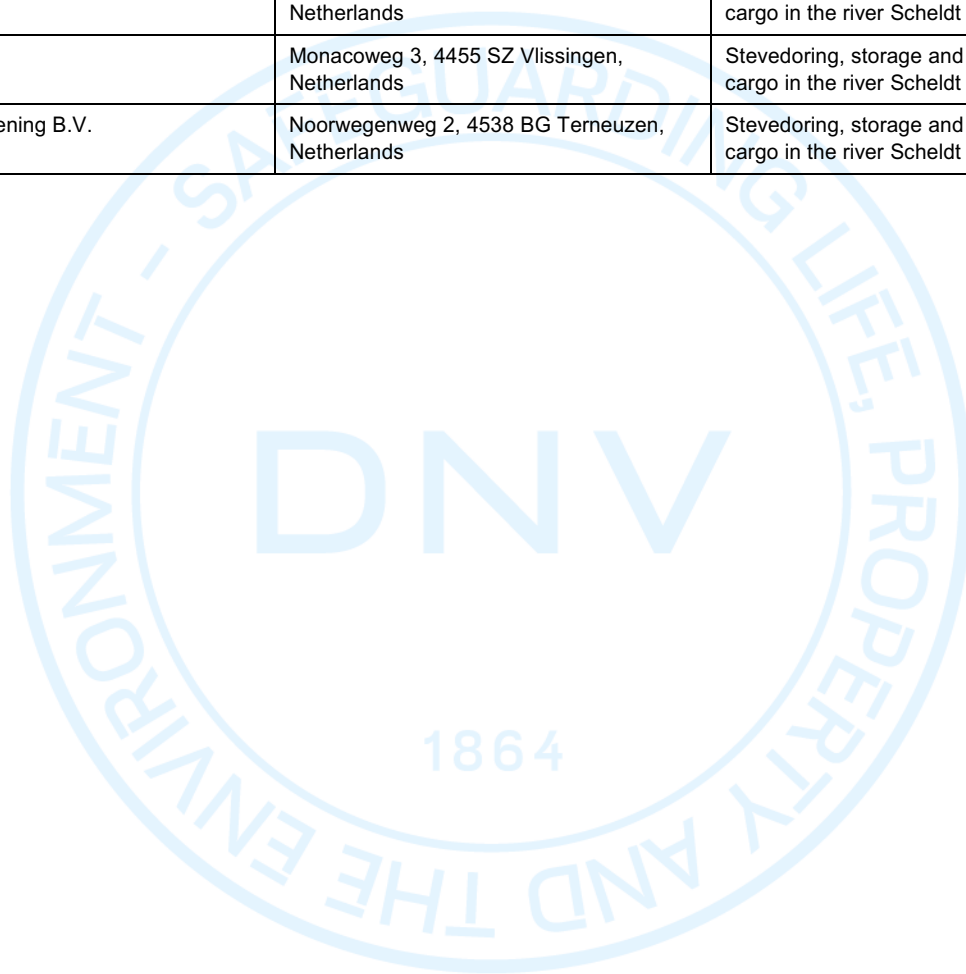 Netherlands
cargo in the river Scheldt
Monacoweg 3, 4455 SZ Vlissingen,
Netherlands
Stevedoring, storage and
cargo in the river Scheldt
ening B.V.
Noorwegenweg 2, 4538 BG Terneuzen,
Netherlands
Stevedoring, storage and
cargo in the river Scheldt
SAFEGUARDING LIFE, PROPERTY AND THE ENVIRONMENT -
DNV
1864